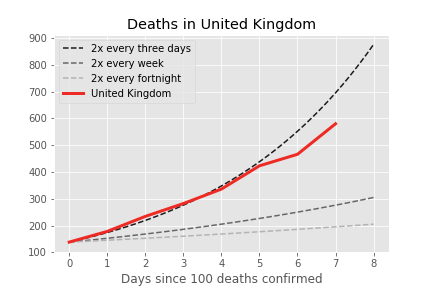 Deaths in United Kingdom
900
800
700
600
500
400
300
200
100
2x every three days
2x every week
2x every fortnight
United Kingdom
0 1 2 3 4 5 6 7 8
Days since 100 deaths confirmed